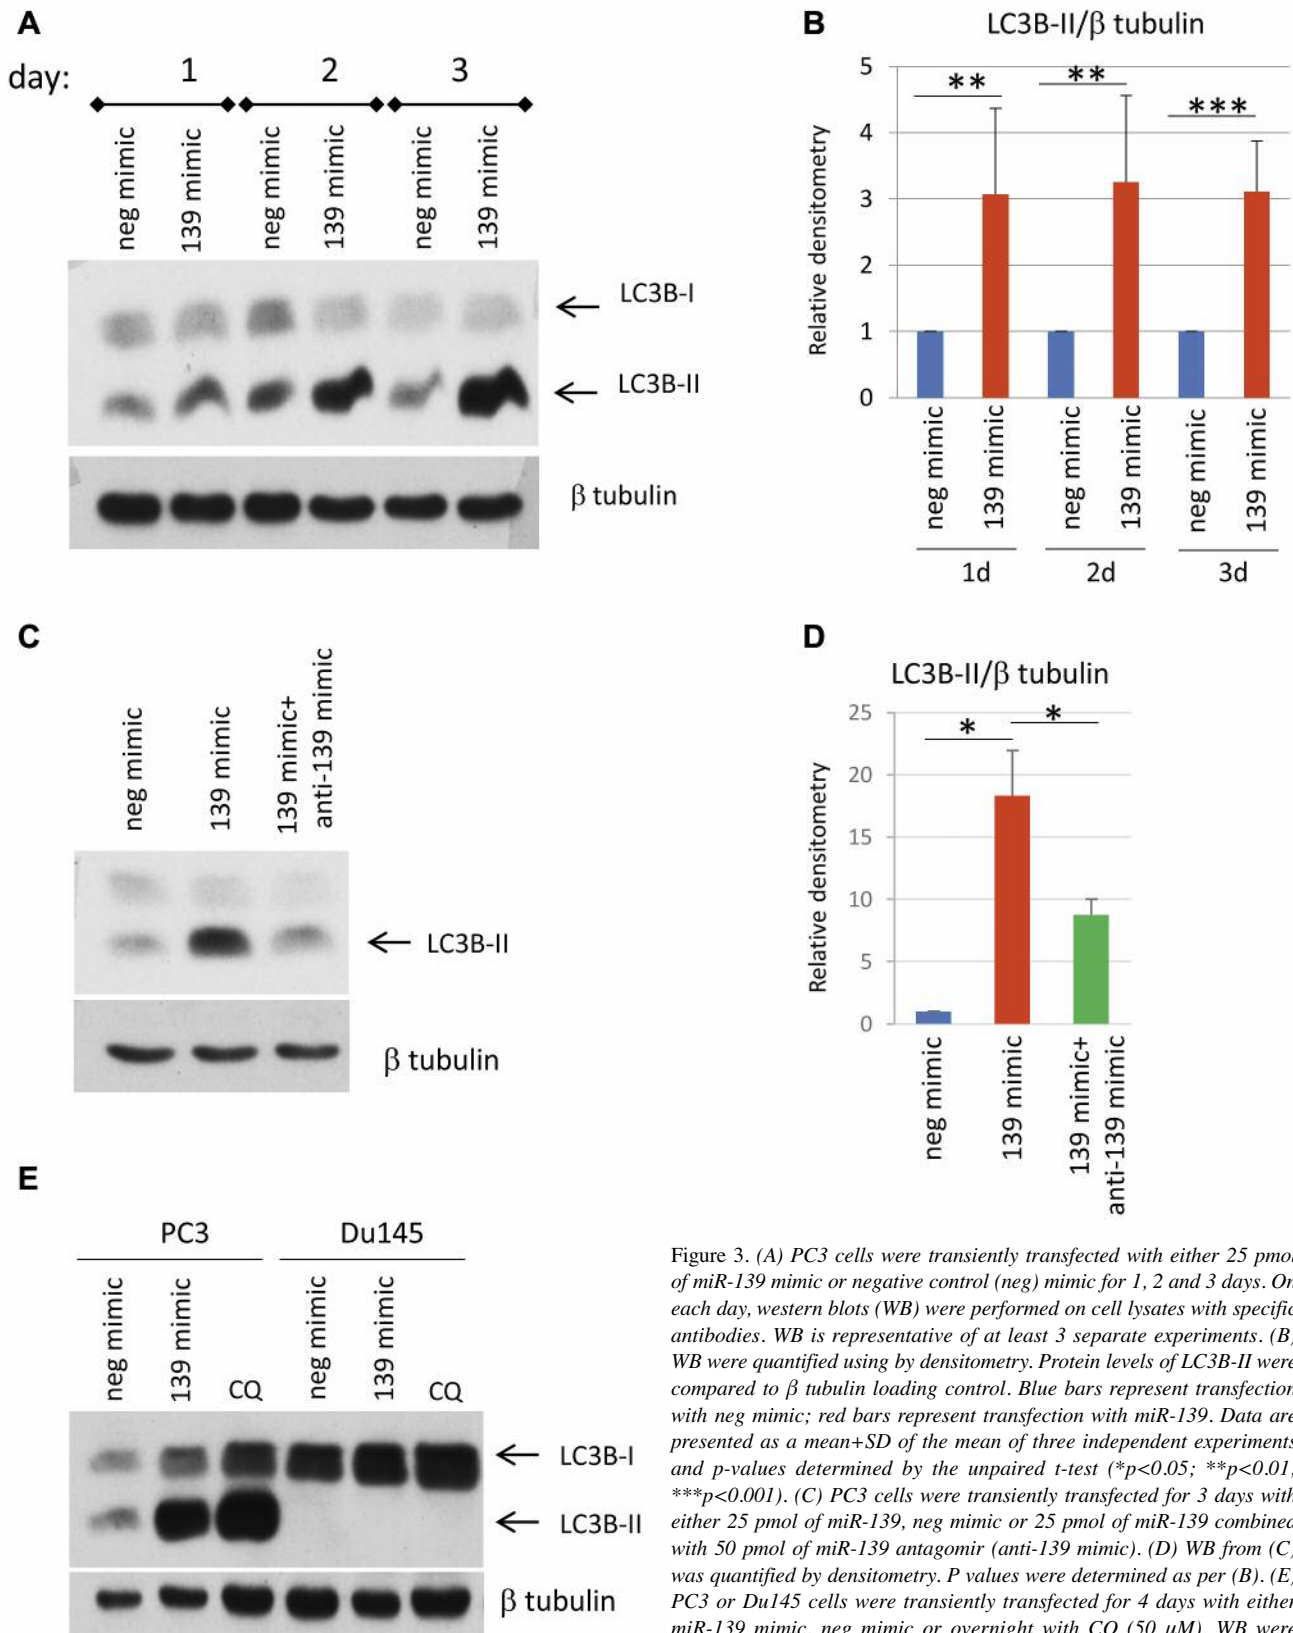 A
day: 1 2 3
neg mimic
139 mimic
neg mimic
139 mimic
neg mimic
139 mimic
LC3B-I
LC3B-II
β tubulin
B
LC3B-II/β tubulin
Relative densitometry
5
4
3
2
1
0
**
**
***
neg mimic
139 mimic
neg mimic
139 mimic
neg mimic
139 mimic
1d 2d 3d
C
neg mimic
139 mimic
139 mimic+
anti-139 mimic
LC3B-II
β tubulin
D
LC3B-II/β tubulin
Relative densitometry
25
20
15
10
5
0
*
*
neg mimic
139 mimic
139 mimic+
anti-139 mimic
E
PC3 Du145
neg mimic
139 mimic
CQ
neg mimic
139 mimic
CQ
LC3B-I
LC3B-II
β tubulin
Figure 3. (A) PC3 cells were transiently transfected with either 25 pmol
of miR-139 mimic or negative control (neg) mimic for 1, 2 and 3 days. On
each day, western blots (WB) were performed on cell lysates with specific
antibodies. WB is representative of at least 3 separate experiments. (B)
WB were quantified using by densitometry. Protein levels of LC3B-II were
compared to β tubulin loading control. Blue bars represent transfection
with neg mimic; red bars represent transfection with miR-139. Data are
presented as a mean+SD of the mean of three independent experiments
and p-values determined by the unpaired t-test (*p<0.05; **p<0.01,
***p<0.001). (C) PC3 cells were transiently transfected for 3 days with
either 25 pmol of miR-139, neg mimic or 25 pmol of miR-139 combined
with 50 pmol of miR-139 antagomir (anti-139 mimic). (D) WB from (C)
was quantified by densitometry. P values were determined as per (B). (E)
PC3 or Du145 cells were transiently transfected for 4 days with either
miR-139 mimic, neg mimic or overnight with CQ (50 μM). WB were